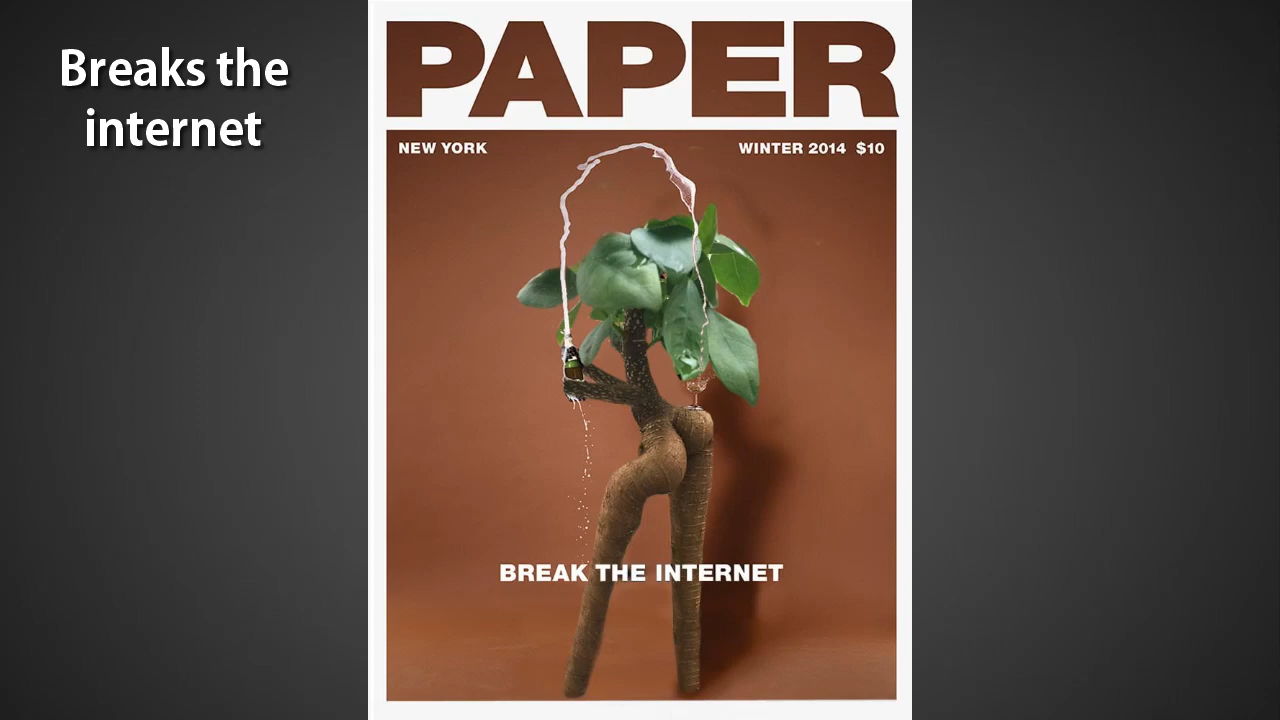 Breaks the
internet
PAPER
NEW YORK
WINTER 2014 $10
BREAK THE INTERNET